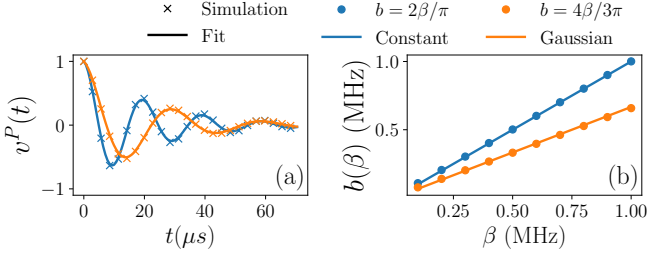 Simulation
Fit
b = 2β/π
b = 4β/3π
Constant
Gaussian
v^P(t)
1
0
−1
0
20
40
60
t(μs)
(a)
b(β) (MHz)
1.0
0.5
0.25
0.50
0.75
1.00
β (MHz)
(b)